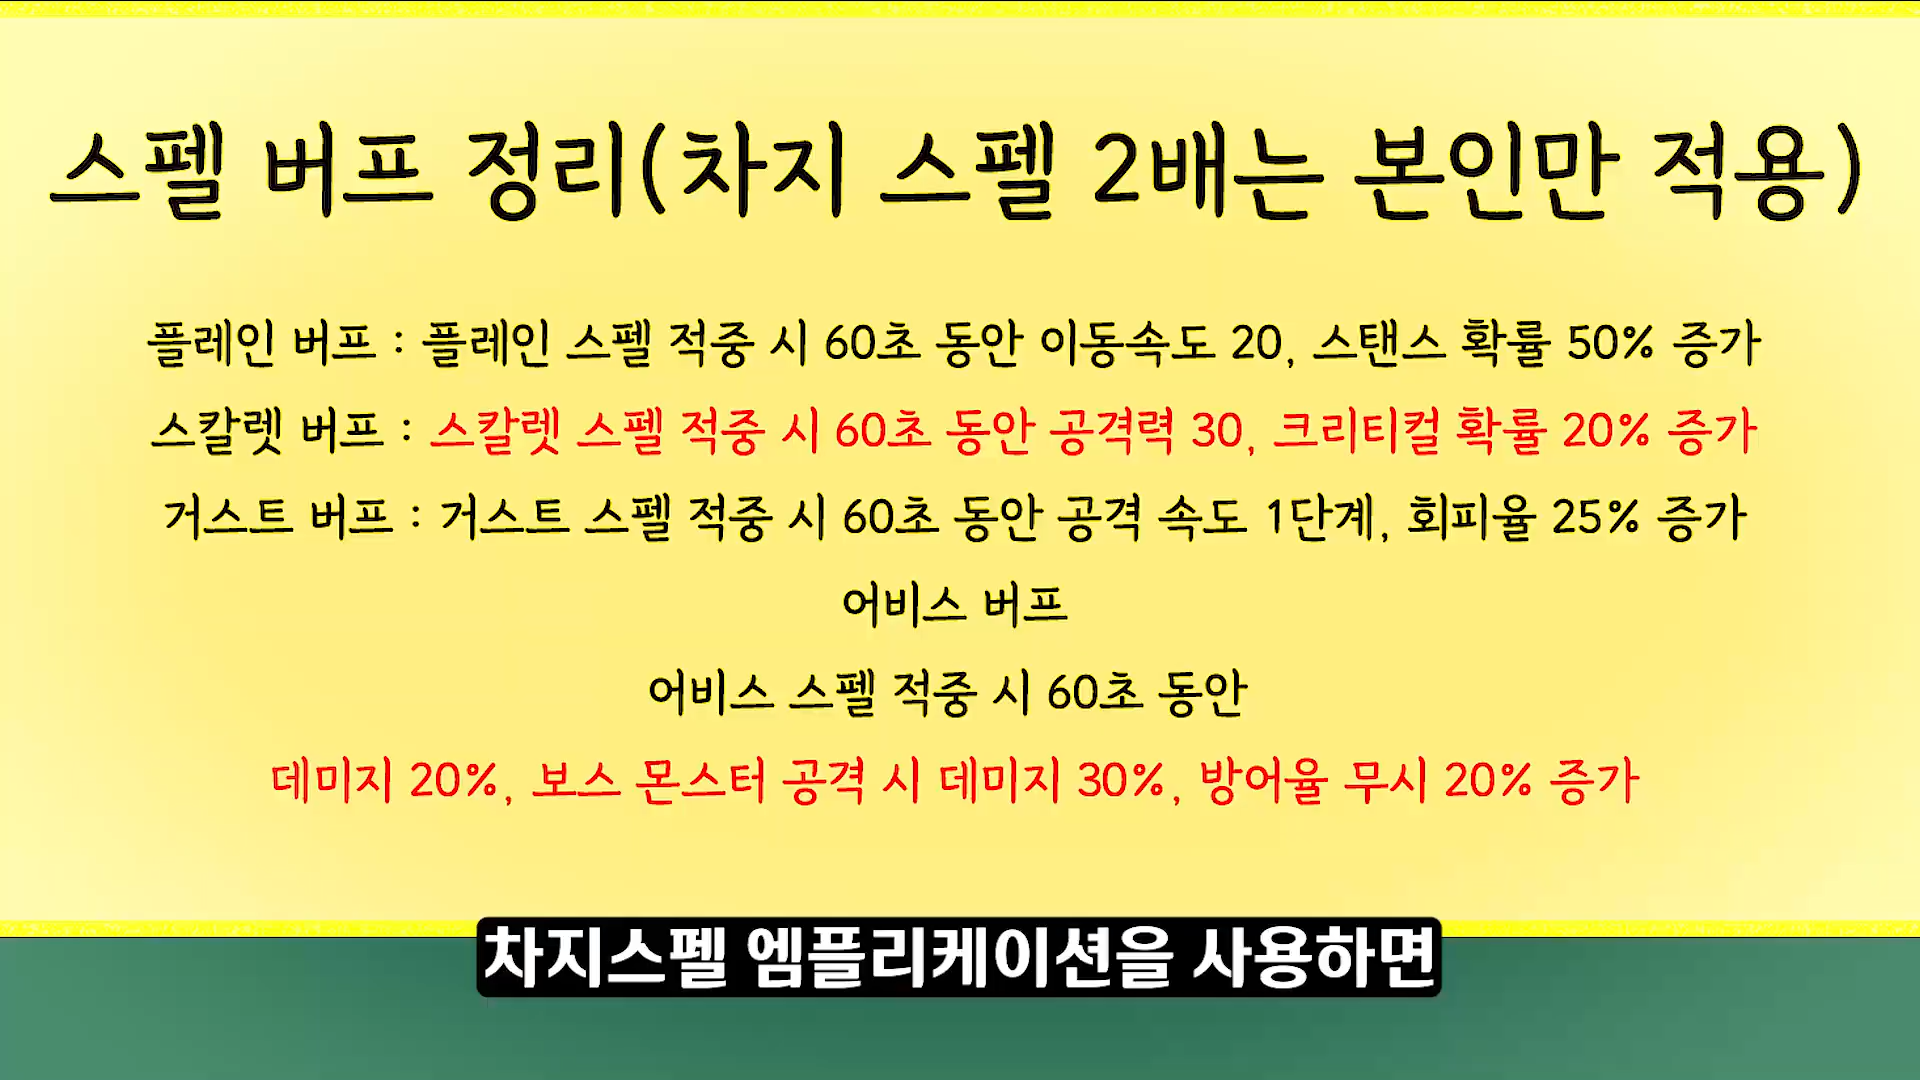 스펠 버프 정리(차지 스펠 2배는 본인만 적용)
플레인 버프 : 플레인 스펠 적중 시 60초 동안 이동속도 20, 스탠스 확률 50% 증가
스칼렛 버프 : 스칼렛 스펠 적중 시 60초 동안 공격력 30, 크리티컬 확률 20% 증가
거스트 버프 : 거스트 스펠 적중 시 60초 동안 공격 속도 1단계, 회피율 25% 증가
어비스 버프
어비스 스펠 적중 시 60초 동안
데미지 20%, 보스 몬스터 공격 시 데미지 30%, 방어율 무시 20% 증가
차지스펠 엠플리케이션을 사용하면